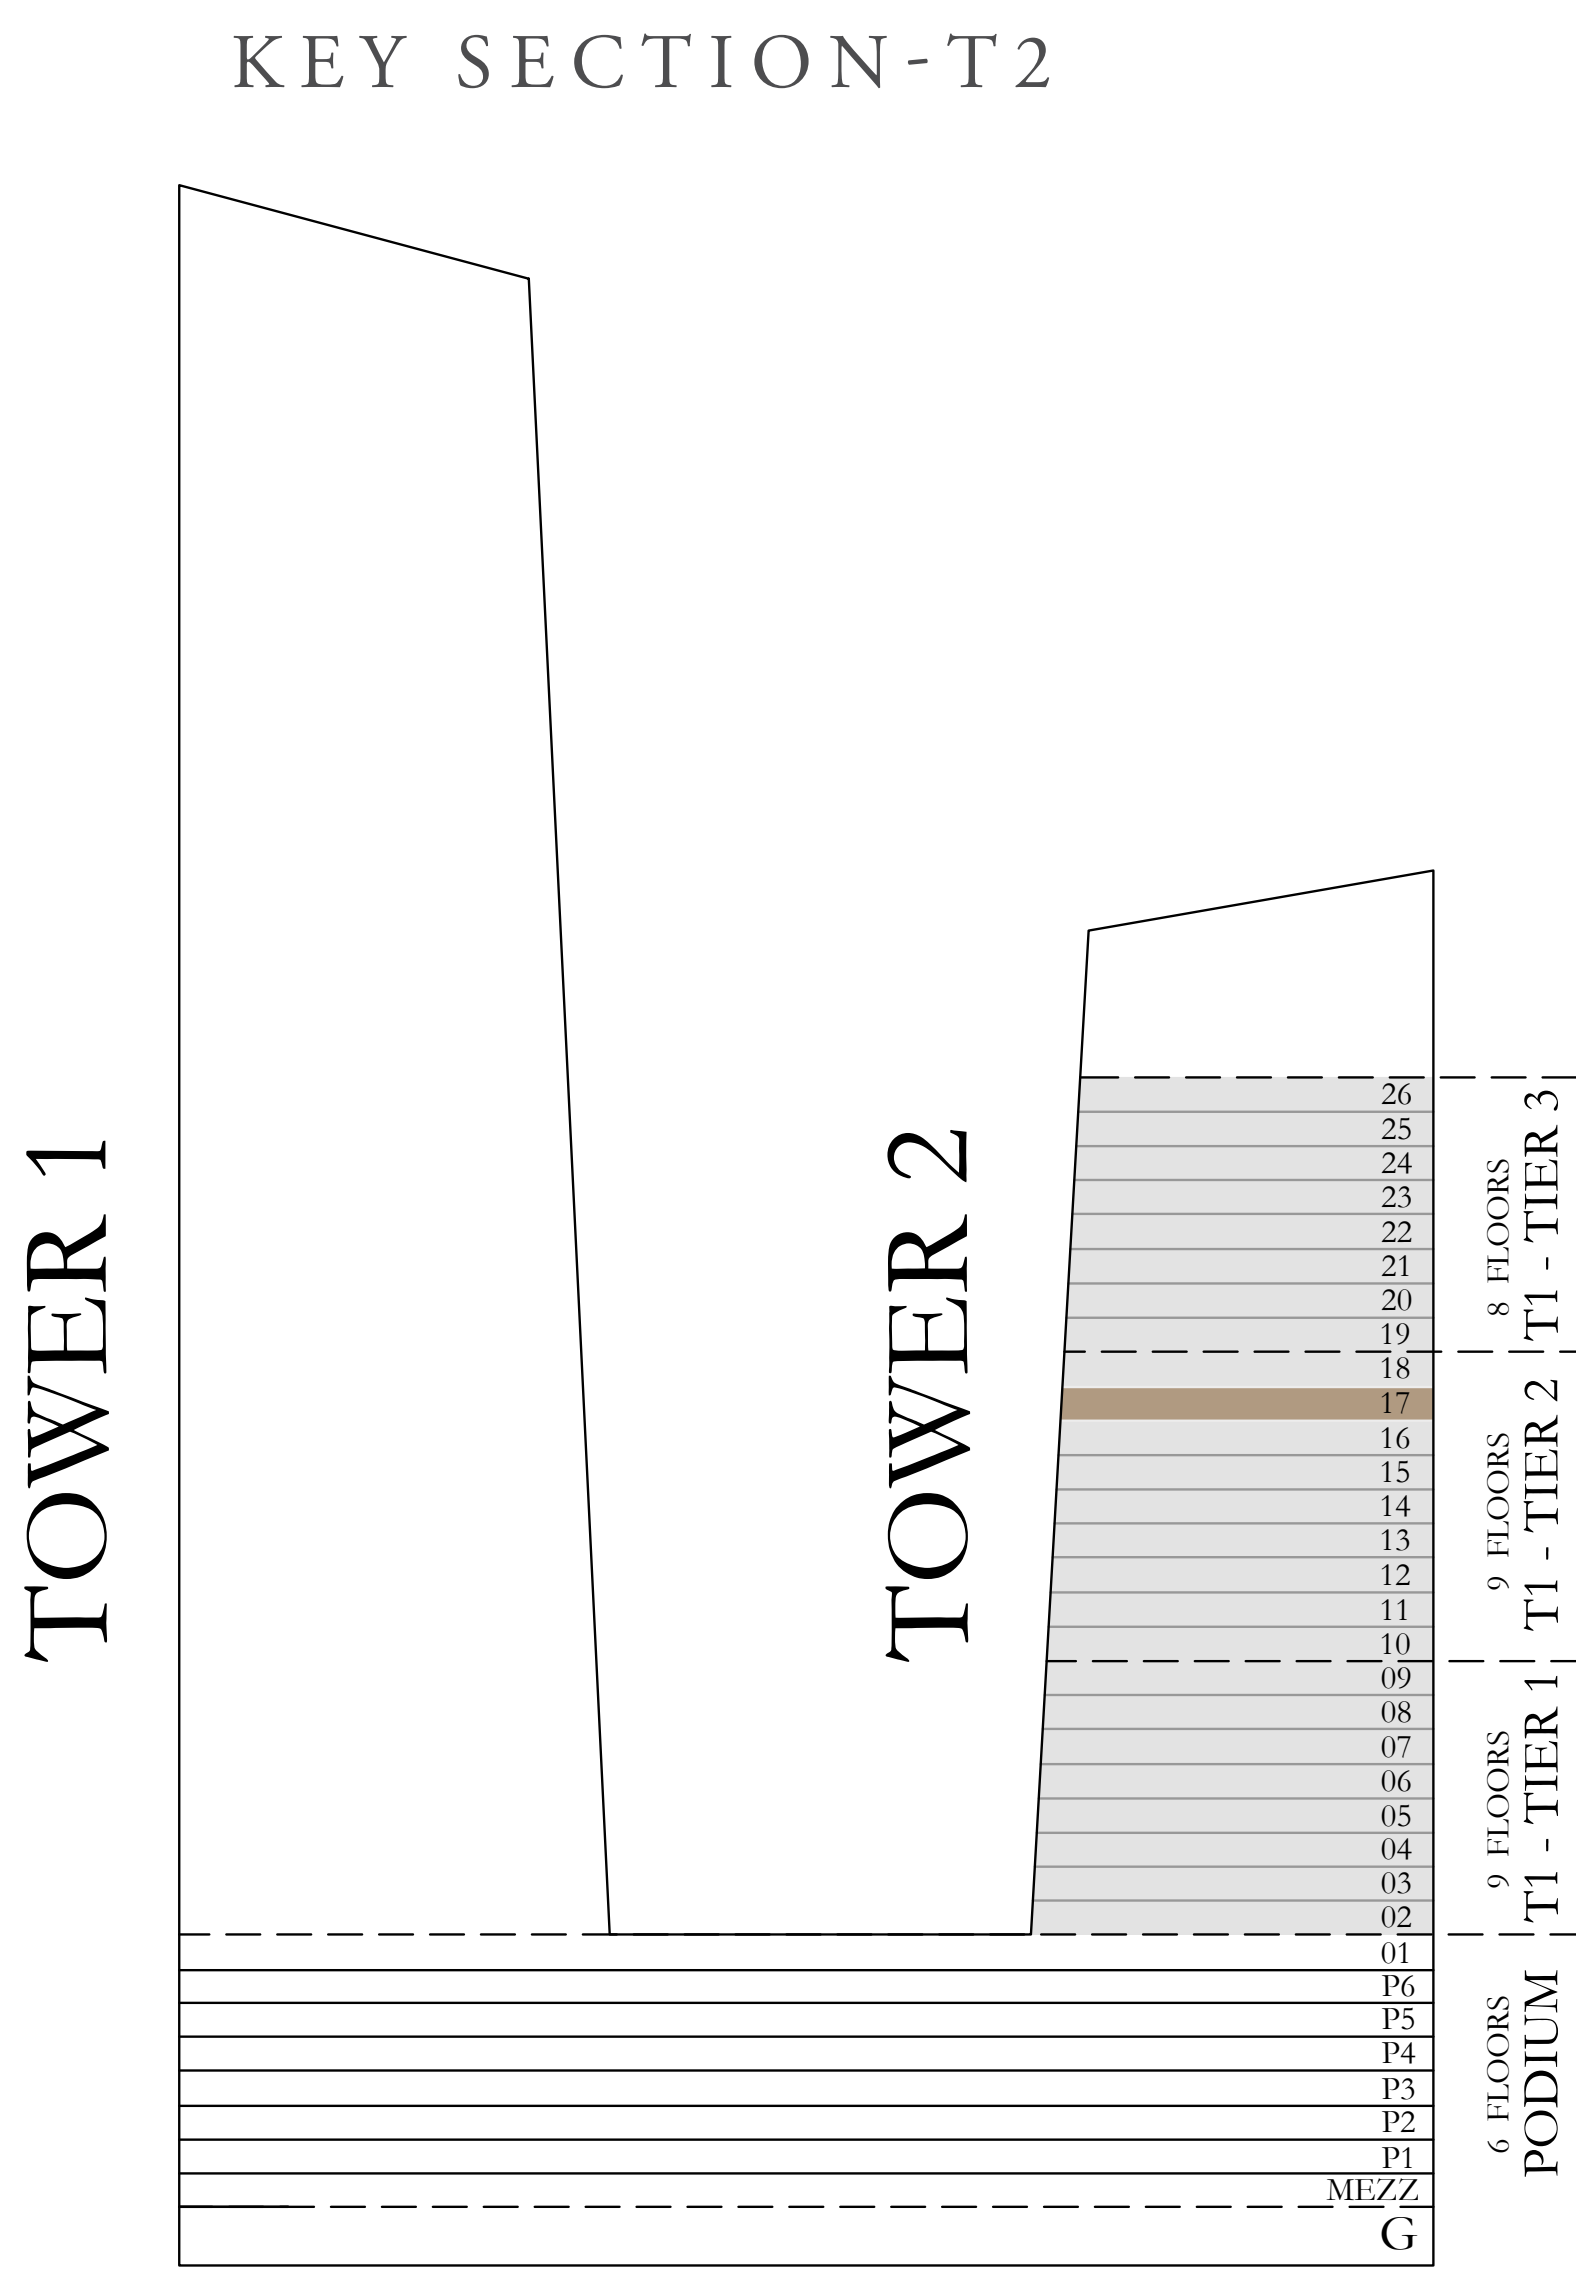 KEY SECTION-T2
TOWER 1
TOWER 2
26
25
24
23
22
21
20
19
18
17
16
15
14
13
12
11
10
09
08
07
06
05
04
03
02
01
P6
P5
P4
P3
P2
P1
MEZZ
G
8 FLOORS
T1 - TIER 3
9 FLOORS
T1 - TIER 2
9 FLOORS
T1 - TIER 1
6 FLOORS
PODIUM